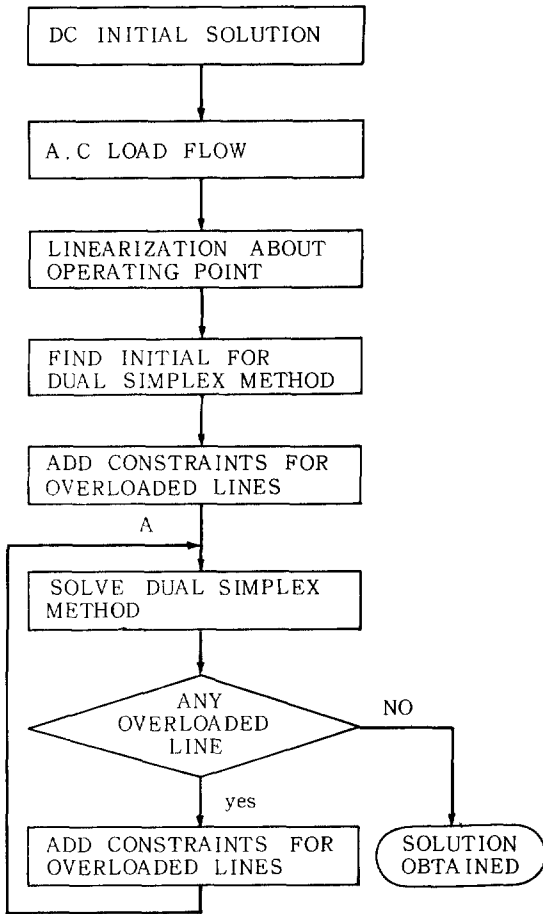 DC INITIAL SOLUTION
A.C LOAD FLOW
LINEARIZATION ABOUT
OPERATING POINT
FIND INITIAL FOR
DUAL SIMPLEX METHOD
ADD CONSTRAINTS FOR
OVERLOADED LINES
A
SOLVE DUAL SIMPLEX
METHOD
ANY
OVERLOADED
LINE
NO
yes
ADD CONSTRAINTS FOR
OVERLOADED LINES
SOLUTION
OBTAINED